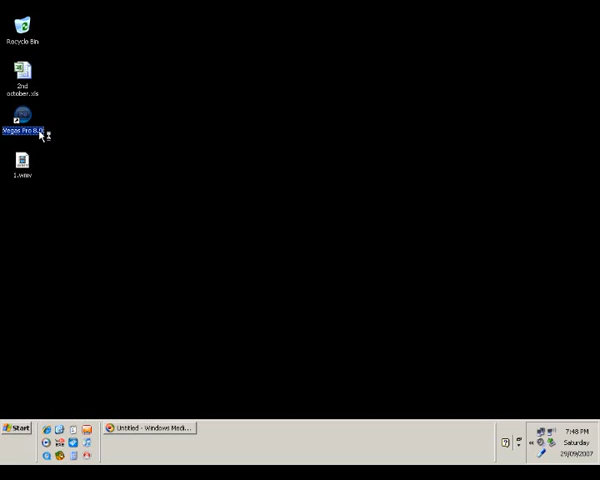 Recycle Bin
2nd
october.xls
Vegas Pro 8.0
1.wmv
Start
Untitled - Windows Medi...
7:48 PM
Saturday
29/09/2007